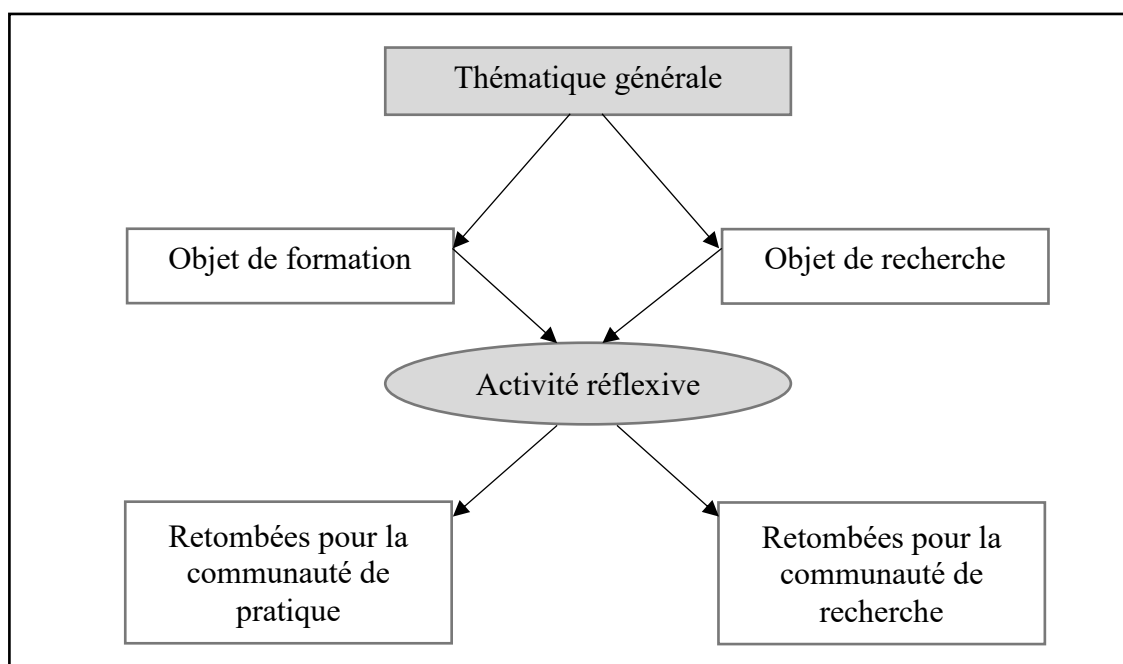 Thématique générale
Objet de formation
Objet de recherche
Activité réflexive
Retombées pour la
communauté de
pratique
Retombées pour la
communauté de
recherche